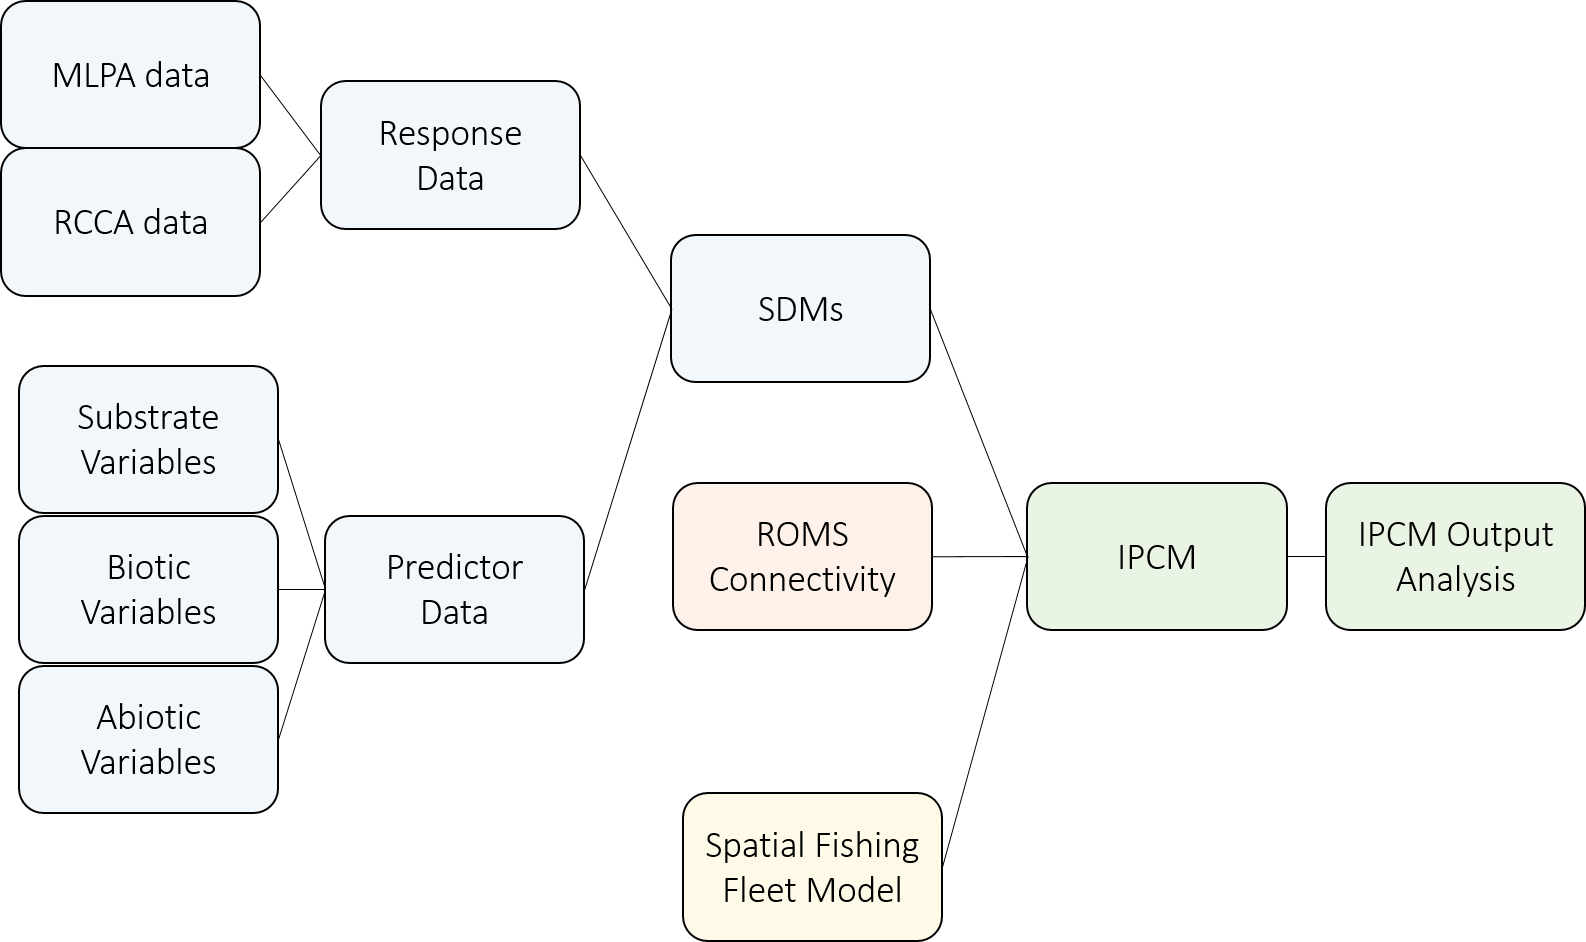 MLPA data
RCCA data
Response
Data
SDMs
Substrate
Variables
Biotic
Variables
Abiotic
Variables
Predictor
Data
ROMS
Connectivity
Spatial Fishing
Fleet Model
IPCM
IPCM Output
Analysis